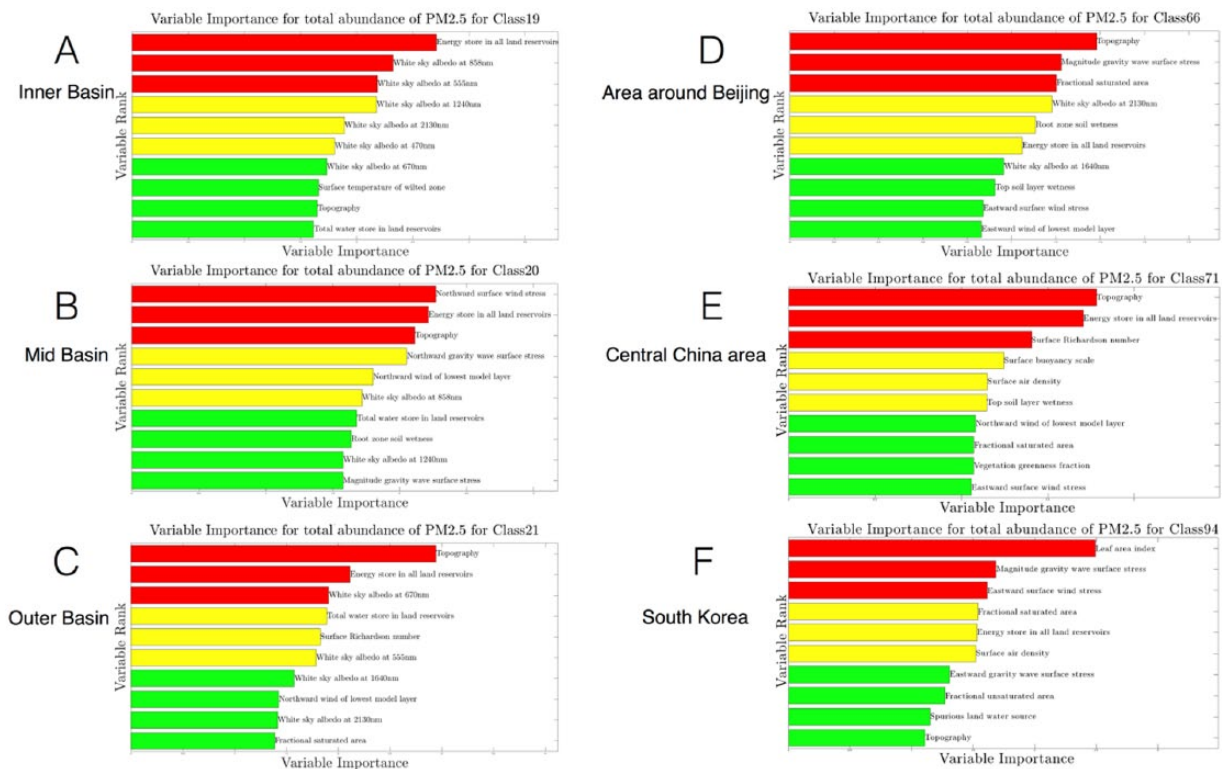 Variable Importance for total abundance of PM2.5 for Class19
A
Inner Basin
Variable Rank
Energy store in all land reservoirs
White sky albedo at 858nm
White sky albedo at 555nm
White sky albedo at 1240nm
White sky albedo at 2130nm
White sky albedo at 470nm
White sky albedo at 670nm
Surface temperature of wilted zone
Topography
Total water store in land reservoirs
Variable Importance
Variable Importance for total abundance of PM2.5 for Class20
B
Mid Basin
Variable Rank
Northward surface wind stress
Energy store in all land reservoirs
Topography
Northward gravity wave surface stress
Northward wind of lowest model layer
White sky albedo at 858nm
Total water store in land reservoirs
Root zone soil wetness
White sky albedo at 1240nm
Magnitude gravity wave surface stress
Variable Importance
Variable Importance for total abundance of PM2.5 for Class21
C
Outer Basin
Variable Rank
Topography
Energy store in all land reservoirs
White sky albedo at 670nm
Total water store in land reservoirs
Surface Richardson number
White sky albedo at 555nm
White sky albedo at 1640nm
Northward wind of lowest model layer
White sky albedo at 2130nm
Fractional saturated area
Variable Importance
Variable Importance for total abundance of PM2.5 for Class66
D
Area around Beijing
Variable Rank
Topography
Magnitude gravity wave surface stress
Fractional saturated area
White sky albedo at 2130nm
Root zone soil wetness
Energy store in all land reservoirs
White sky albedo at 1640nm
Top soil layer wetness
Eastward surface wind stress
Eastward wind of lowest model layer
Variable Importance
Variable Importance for total abundance of PM2.5 for Class71
E
Central China area
Variable Rank
Topography
Energy store in all land reservoirs
Surface Richardson number
Surface buoyancy scale
Surface air density
Top soil layer wetness
Northward wind of lowest model layer
Fractional saturated area
Vegetation greenness fraction
Eastward surface wind stress
Variable Importance
Variable Importance for total abundance of PM2.5 for Class94
F
South Korea
Variable Rank
Leaf area index
Magnitude gravity wave surface stress
Eastward surface wind stress
Fractional saturated area
Energy store in all land reservoirs
Surface air density
Eastward gravity wave surface stress
Fractional unsaturated area
Spurious land water source
Topography
Variable Importance